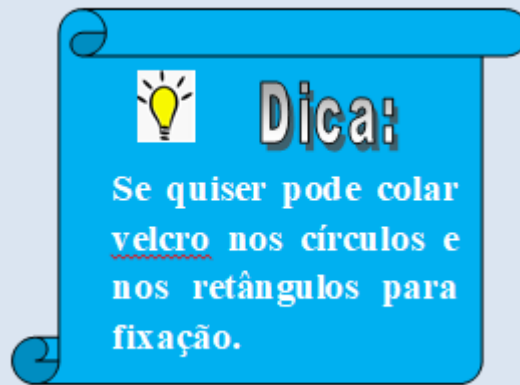 Dica:
Se quiser pode colar
velcro nos círculos e
nos retângulos para
fixação.